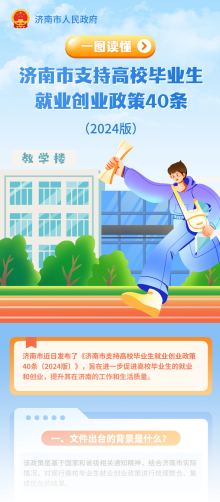 济南市人民政府
一图读懂
济南市支持高校毕业生
就业创业政策40条
（2024版）
教学楼
济南市近日发布了《济南市支持高校毕业生就业创业政策
40条（2024版）》，旨在进一步促进高校毕业生的就业
和创业，提升其在济南的工作和生活质量。
一、文件出台的背景是什么？